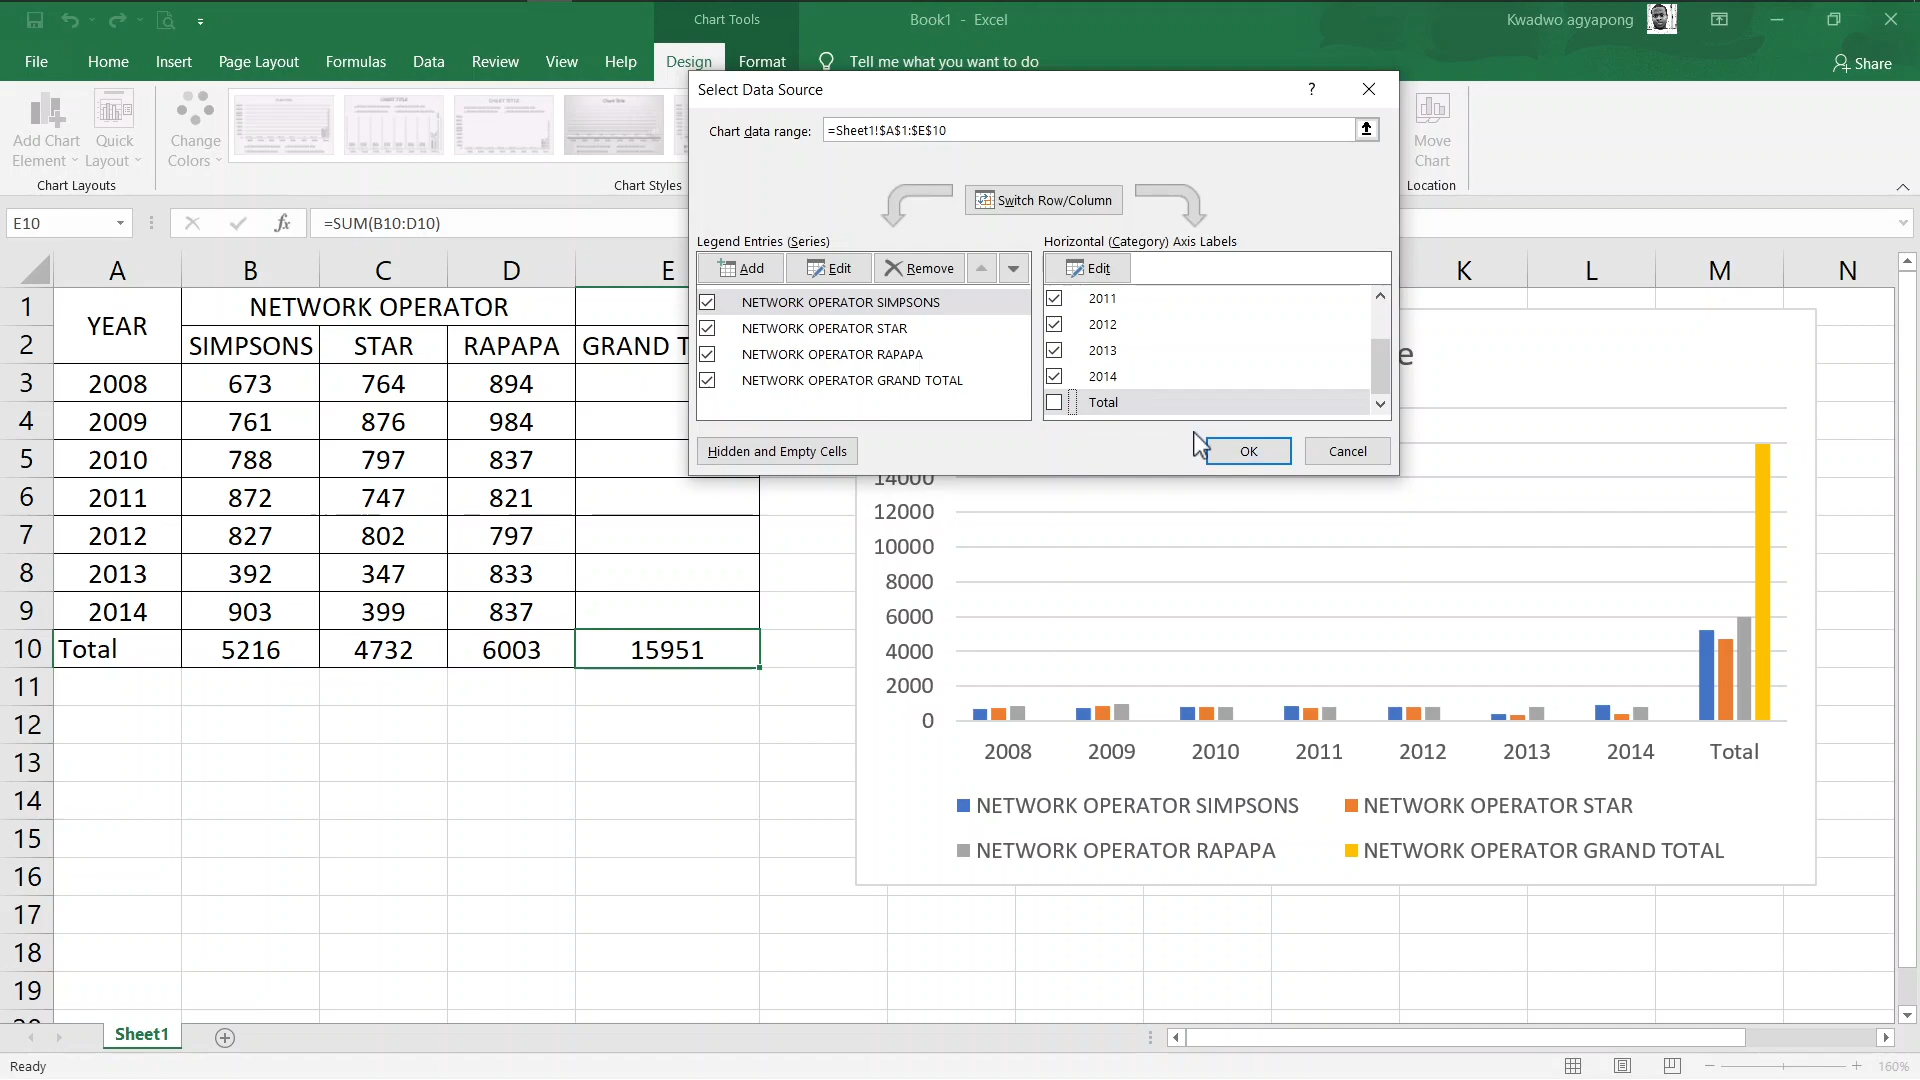 Chart Tools
Book1 - Excel
Kwadwo agyapong
File Home Insert Page Layout Formulas Data Review View Help Design Format Tell me what you want to do Share
Select Data Source
?
Chart data range: =Sheet1!$A$1:$E$10
Add Chart Element
Quick Layout
Change Colors
Move Chart
Chart Layouts
Chart Styles
Location
Switch Row/Column
E10
fx
=SUM(B10:D10)
Legend Entries (Series)
Horizontal (Category) Axis Labels
Add Edit Remove
Edit
NETWORK OPERATOR SIMPSONS
NETWORK OPERATOR STAR
NETWORK OPERATOR RAPAPA
NETWORK OPERATOR GRAND TOTAL
2011
2012
2013
2014
Total
Hidden and Empty Cells
OK
Cancel
A B C D E K L M N
1 YEAR NETWORK OPERATOR
2 SIMPSONS STAR RAPAPA GRAND T
3 2008 673 764 894
4 2009 761 876 984
5 2010 788 797 837
6 2011 872 747 821
7 2012 827 802 797
8 2013 392 347 833
9 2014 903 399 837
10 Total 5216 4732 6003 15951
11
12
13
14
15
16
17
18
19
e
14000
12000
10000
8000
6000
4000
2000
0
2008 2009 2010 2011 2012 2013 2014 Total
NETWORK OPERATOR SIMPSONS NETWORK OPERATOR STAR
NETWORK OPERATOR RAPAPA NETWORK OPERATOR GRAND TOTAL
Sheet1
Ready
160%